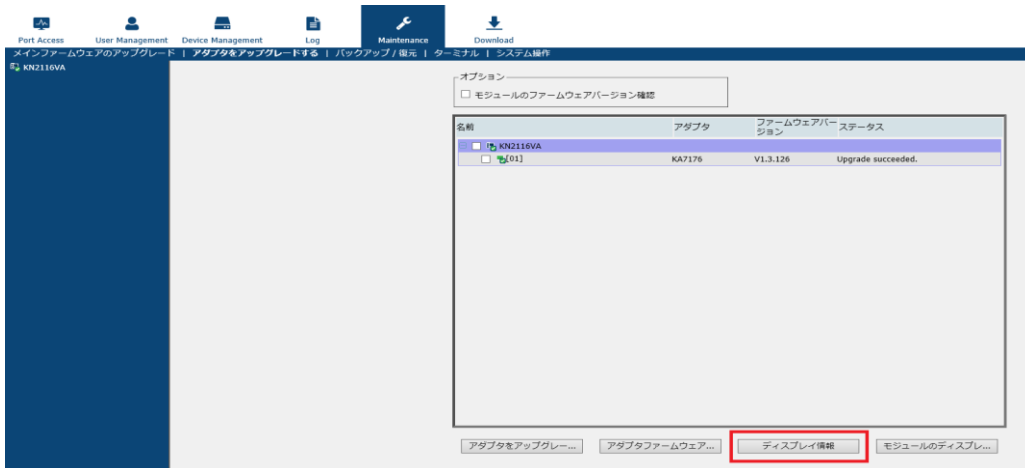 Port Access User Management Device Management Log Maintenance Download
メインファームウェアのアップグレード | アダプタをアップグレードする | バックアップ / 復元 | ターミナル | システム操作
KN2116VA
オプション
モジュールのファームウェアバージョン確認
名前 アダプタ ファームウェアバージョン ステータス
KN2116VA
[01] KA7176 V1.3.126 Upgrade succeeded.
アダプタをアップグレー... アダプタファームウェア... ディスプレイ情報 モジュールのディスプレ...